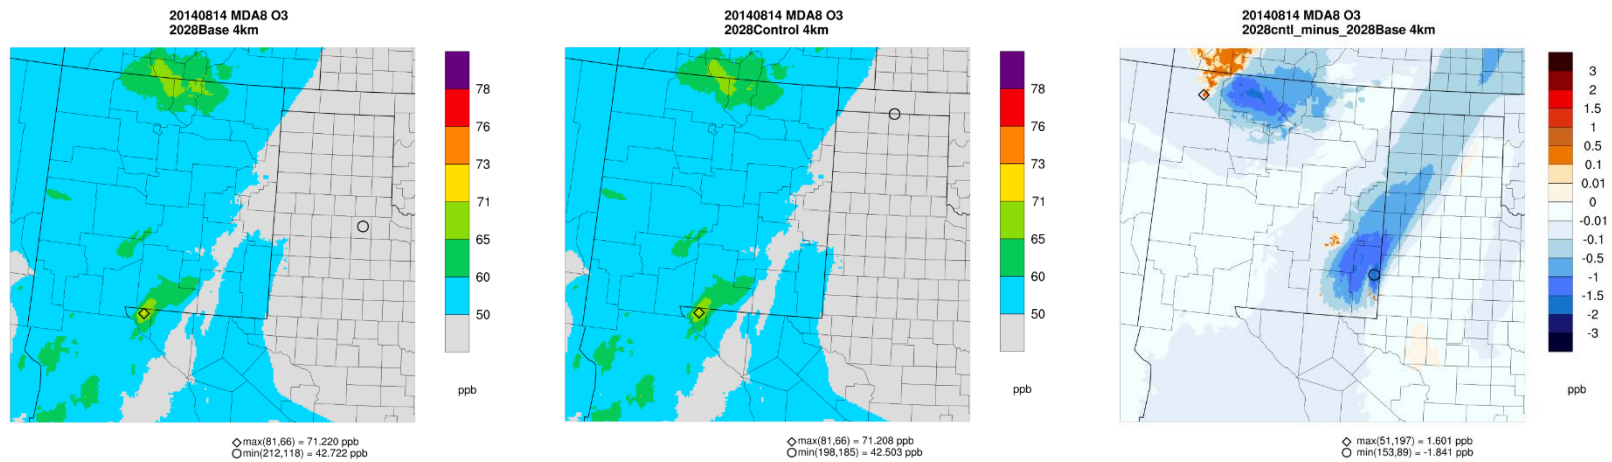 20140814 MDA8 O3
2028Base 4km
78
76
73
71
65
60
50
ppb
max(81,66) = 71.220 ppb
min(212,118) = 42.722 ppb
20140814 MDA8 O3
2028Control 4km
78
76
73
71
65
60
50
ppb
max(81,66) = 71.208 ppb
min(198,185) = 42.503 ppb
20140814 MDA8 O3
2028cntl_minus_2028Base 4km
3
2
1.5
1
0.5
0.1
0.01
0
-0.01
-0.1
-0.5
-1
-1.5
-2
-3
ppb
max(51,197) = 1.601 ppb
min(153,89) = -1.841 ppb